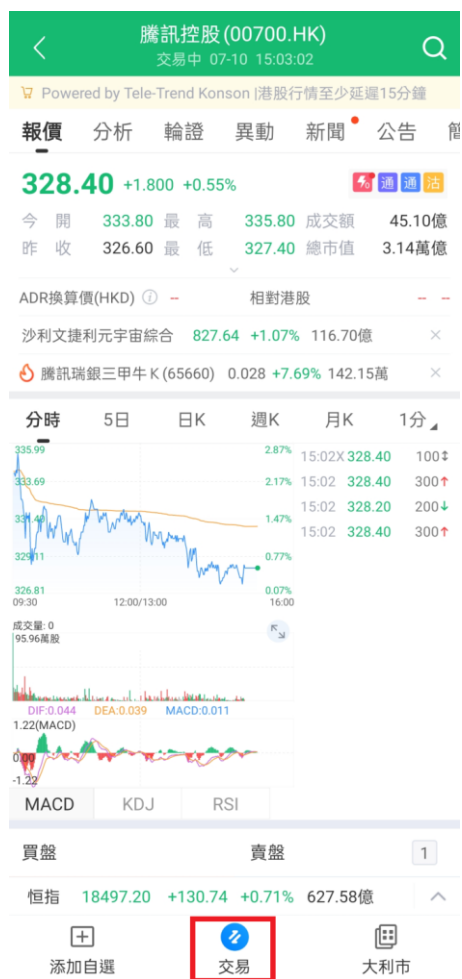 騰訊控股(00700.HK)
交易中 07-10 15:03:02
Powered by Tele-Trend Konson |港股行情至少延遲15分鐘
報價 分析 輪證 異動 新聞 公告 簡
328.40 +1.800 +0.55% 通 通 沽
今開 333.80 最高 335.80 成交額 45.10億
昨收 326.60 最低 327.40 總市值 3.14萬億
ADR換算價(HKD) -- 相對港股 -- --
沙利文捷利元宇宙綜合 827.64 +1.07% 116.70億 ×
騰訊瑞銀三甲牛K(65660) 0.028 +7.69% 142.15萬 ×
分時 5日 日K 週K 月K 1分
335.99 2.87% 15:02X 328.40 100
333.69 2.17% 15:02 328.40 300↑
15:02 328.20 200↓
1.47%
15:02 328.40 300↑
329.11 0.77%
326.81 0.07%
09:30 12:00/13:00 16:00
成交量: 0
95.96萬股
DIF:0.044 DEA:0.039 MACD:0.011
1.22(MACD)
0.00
-1.22
MACD KDJ RSI
買盤 賣盤 1
恒指 18497.20 +130.74 +0.71% 627.58億
添加自選 交易 大利市